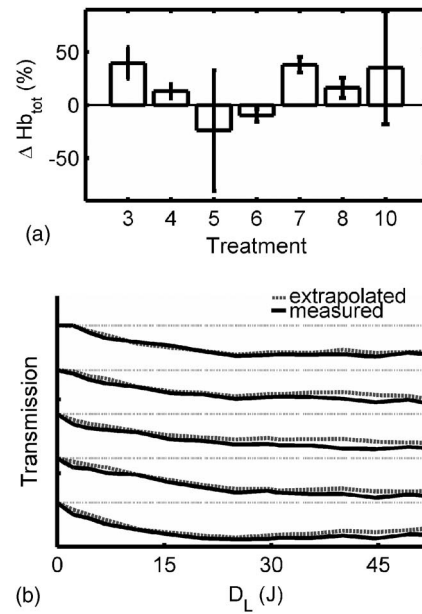 50
0
-50
Δ Hb_tot (%)
3 4 5 6 7 8 10
Treatment
(a)
extrapolated
measured
Transmission
0 15 30 45
D_L (J)
(b)